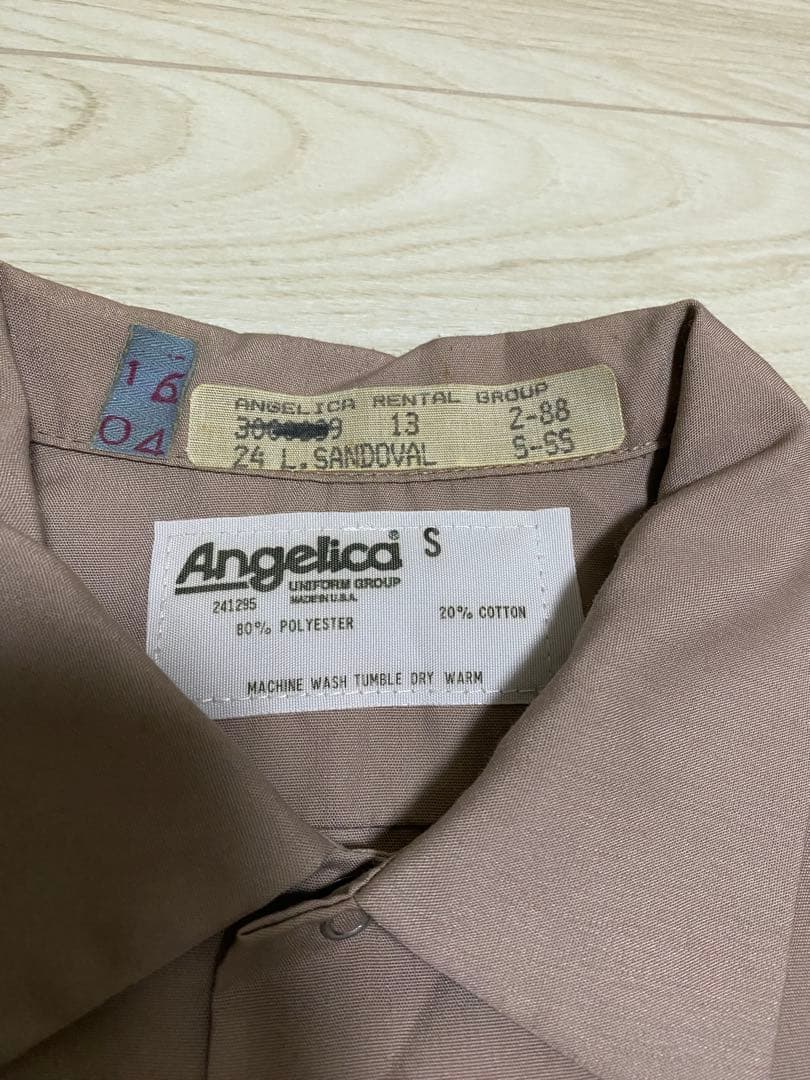 16
04
ANGELICA RENTAL GROUP
13 2-88
24 L.SANDOVAL S-SS
Angelica® S
UNIFORM GROUP
MADE IN U.S.A.
241295
80% POLYESTER 20% COTTON
MACHINE WASH TUMBLE DRY WARM